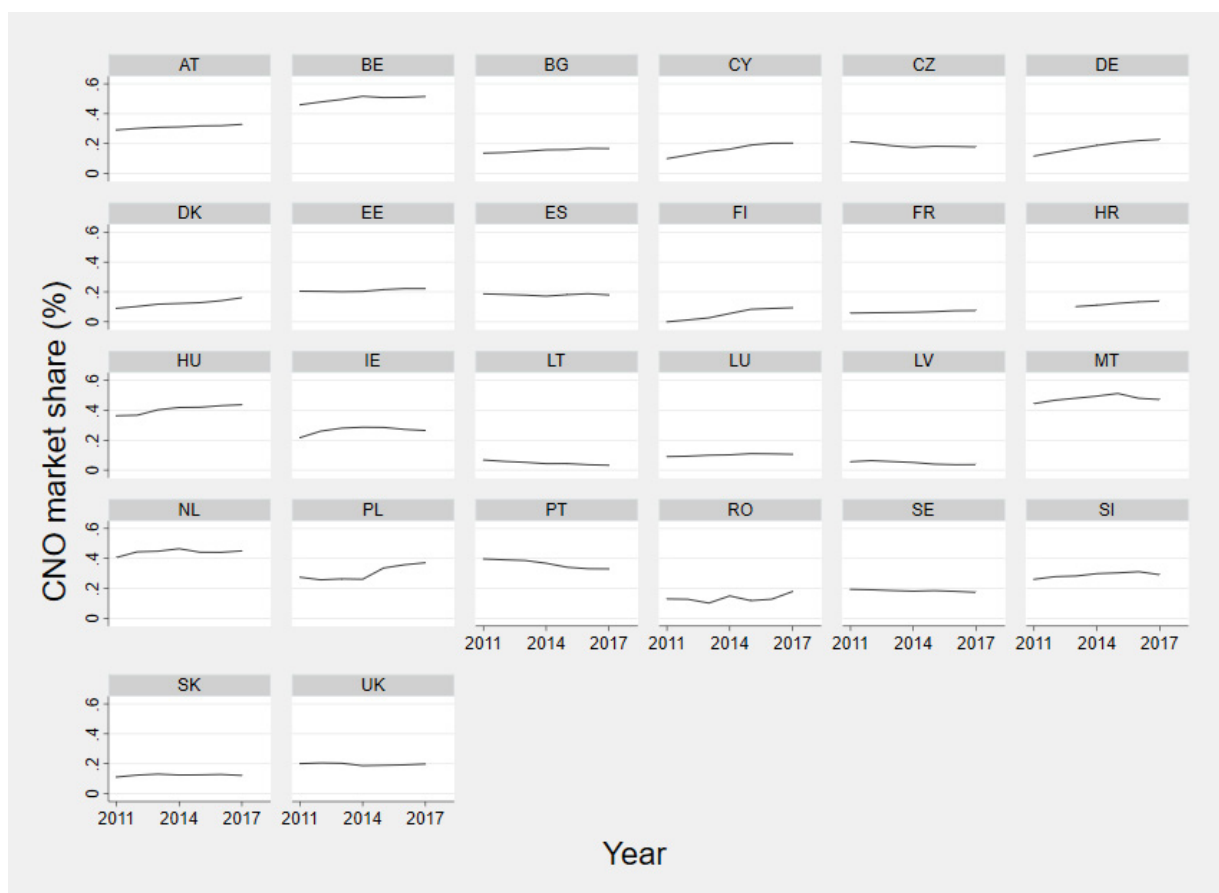 AT BE BG CY CZ DE
.6
.4
.2
0
DK EE ES FI FR HR
.6
.4
.2
0
HU IE LT LU LV MT
.6
.4
.2
0
NL PL PT RO SE SI
.6
.4
.2
0
2011 2014 2017 2011 2014 2017 2011 2014 2017 2011 2014 2017
SK UK
.6
.4
.2
0
2011 2014 2017 2011 2014 2017
CNO market share (%)
Year